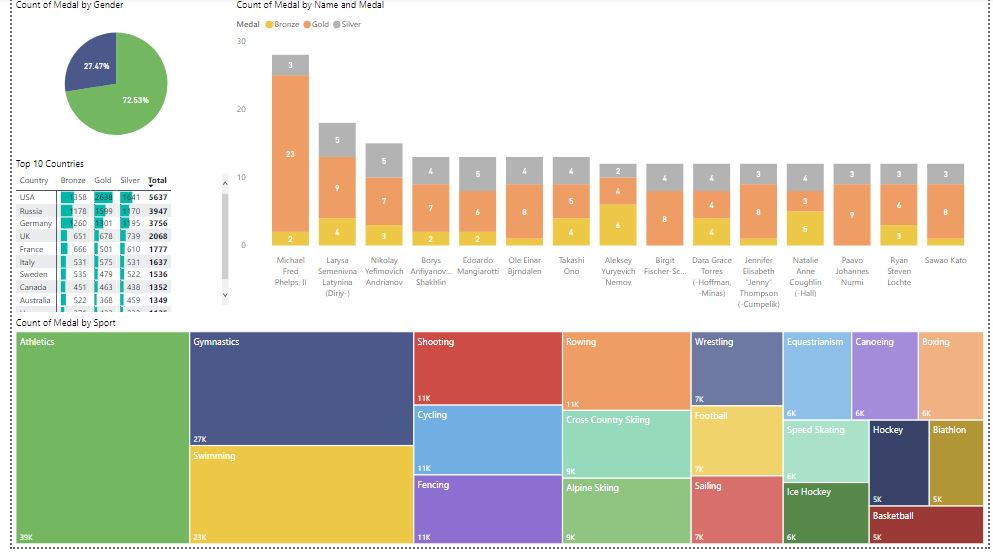 Count of Medal by Gender
27.47%
72.53%
Count of Medal by Name and Medal
Medal Bronze Gold Silver
30
20
10
0
3
23
2
5
9
4
5
7
3
4
7
2
5
6
2
4
8
4
5
4
2
4
6
4
8
4
4
4
3
8
4
3
5
3
9
3
6
3
3
8
Michael
Fred
Phelps, II
Larysa
Semenivna
Latynina
(Diriy-)
Nikolay
Yefimovich
Andrianov
Borys
Anfiyanov...
Shakhlin
Edoardo
Mangiarotti
Ole Einar
Bjrndalen
Takashi
Ono
Aleksey
Yuryevich
Nemov
Birgit
Fischer-Sc...
Dara Grace
Torres
(-Hoffman,
-Minas)
Jennifer
Elisabeth
"Jenny"
Thompson
(-Cumpelik)
Natalie
Anne
Coughlin
(-Hall)
Paavo
Johannes
Nurmi
Ryan
Steven
Lochte
Sawao Kato
Top 10 Countries
Country Bronze Gold Silver Total
USA 1358 2638 1641 5637
Russia 1178 1599 1170 3947
Germany 1260 1301 1195 3756
UK 651 678 739 2068
France 666 501 610 1777
Italy 531 575 531 1637
Sweden 535 479 522 1536
Canada 451 463 438 1352
Australia 522 368 459 1349
Count of Medal by Sport
Athletics
39K
Gymnastics
27K
Swimming
23K
Shooting
11K
Cycling
11K
Fencing
11K
Rowing
11K
Cross Country Skiing
9K
Alpine Skiing
9K
Wrestling
7K
Football
7K
Sailing
7K
Equestrianism
6K
Canoeing
6K
Boxing
6K
Speed Skating
6K
Ice Hockey
6K
Hockey
5K
Biathlon
5K
Basketball
5K